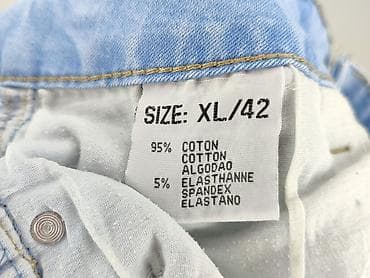 SIZE: XL/42
95% COTON
COTTON
ALGODAO
5% ELASTHANNE
SPANDEX
ELASTANO